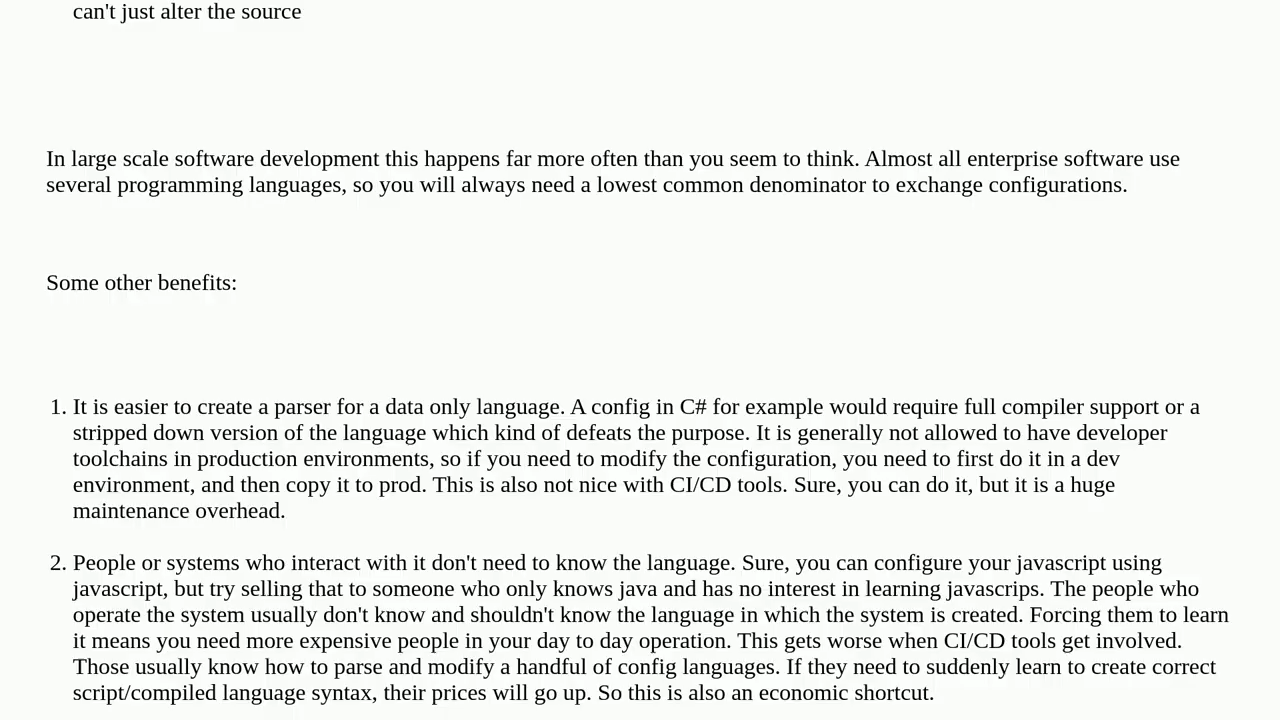 can't just alter the source
In large scale software development this happens far more often than you seem to think. Almost all enterprise software use
several programming languages, so you will always need a lowest common denominator to exchange configurations.
Some other benefits:
1. It is easier to create a parser for a data only language. A config in C# for example would require full compiler support or a
stripped down version of the language which kind of defeats the purpose. It is generally not allowed to have developer
toolchains in production environments, so if you need to modify the configuration, you need to first do it in a dev
environment, and then copy it to prod. This is also not nice with CI/CD tools. Sure, you can do it, but it is a huge
maintenance overhead.
2. People or systems who interact with it don't need to know the language. Sure, you can configure your javascript using
javascript, but try selling that to someone who only knows java and has no interest in learning javascrips. The people who
operate the system usually don't know and shouldn't know the language in which the system is created. Forcing them to learn
it means you need more expensive people in your day to day operation. This gets worse when CI/CD tools get involved.
Those usually know how to parse and modify a handful of config languages. If they need to suddenly learn to create correct
script/compiled language syntax, their prices will go up. So this is also an economic shortcut.